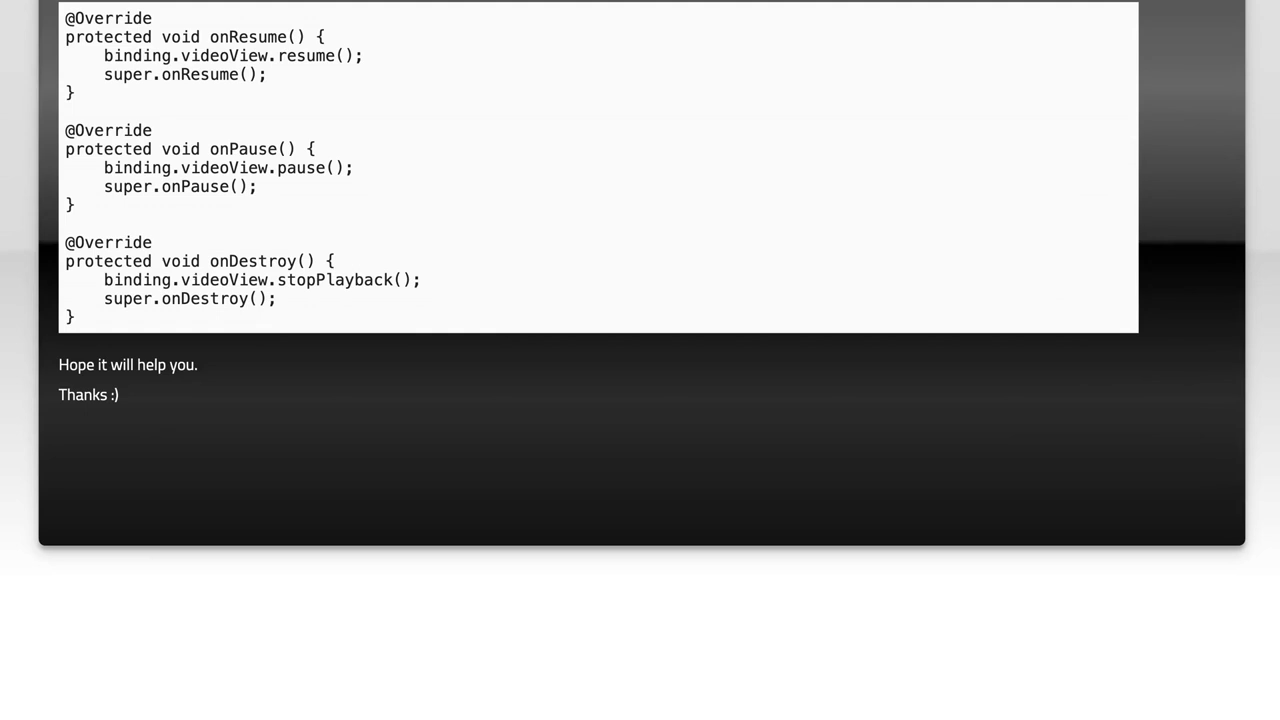 @Override
protected void onResume() {
    binding.videoView.resume();
    super.onResume();
}
@Override
protected void onPause() {
    binding.videoView.pause();
    super.onPause();
}
@Override
protected void onDestroy() {
    binding.videoView.stopPlayback();
    super.onDestroy();
}
Hope it will help you.
Thanks :)